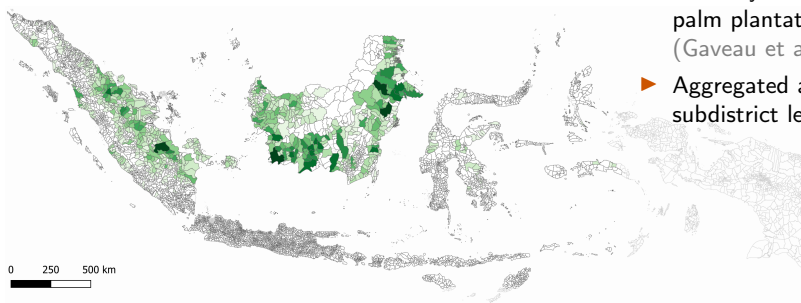 palm plantat
(Gaveau et a
▶ Aggregated a
subdistrict le
0 250 500 km